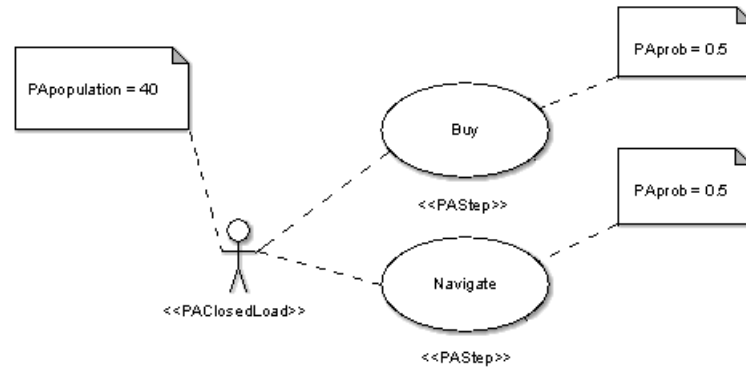 PAprob = 0.5
PApopulation = 40
Buy
<<PAStep>>
PAprob = 0.5
Navigate
<<PAClosedLoad>>
<<PAStep>>